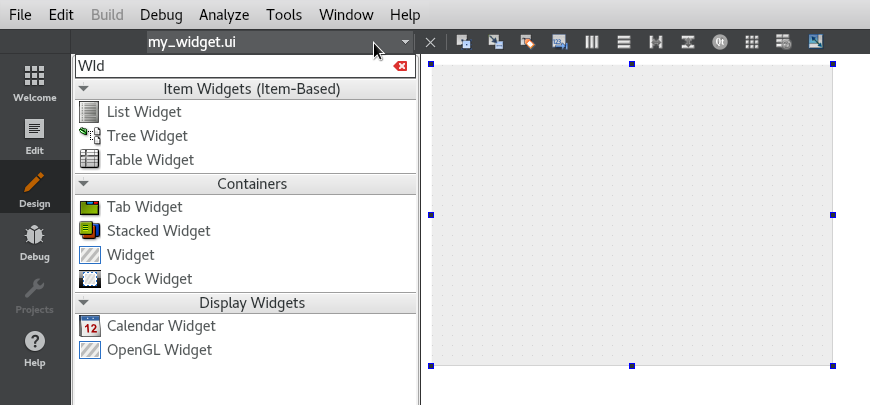 File Edit Build Debug Analyze Tools Window Help
my_widget.ui
Welcome
Edit
Design
Debug
Projects
Help
WId
Item Widgets (Item-Based)
List Widget
Tree Widget
Table Widget
Containers
Tab Widget
Stacked Widget
Widget
Dock Widget
Display Widgets
12
Calendar Widget
OpenGL Widget
Qt